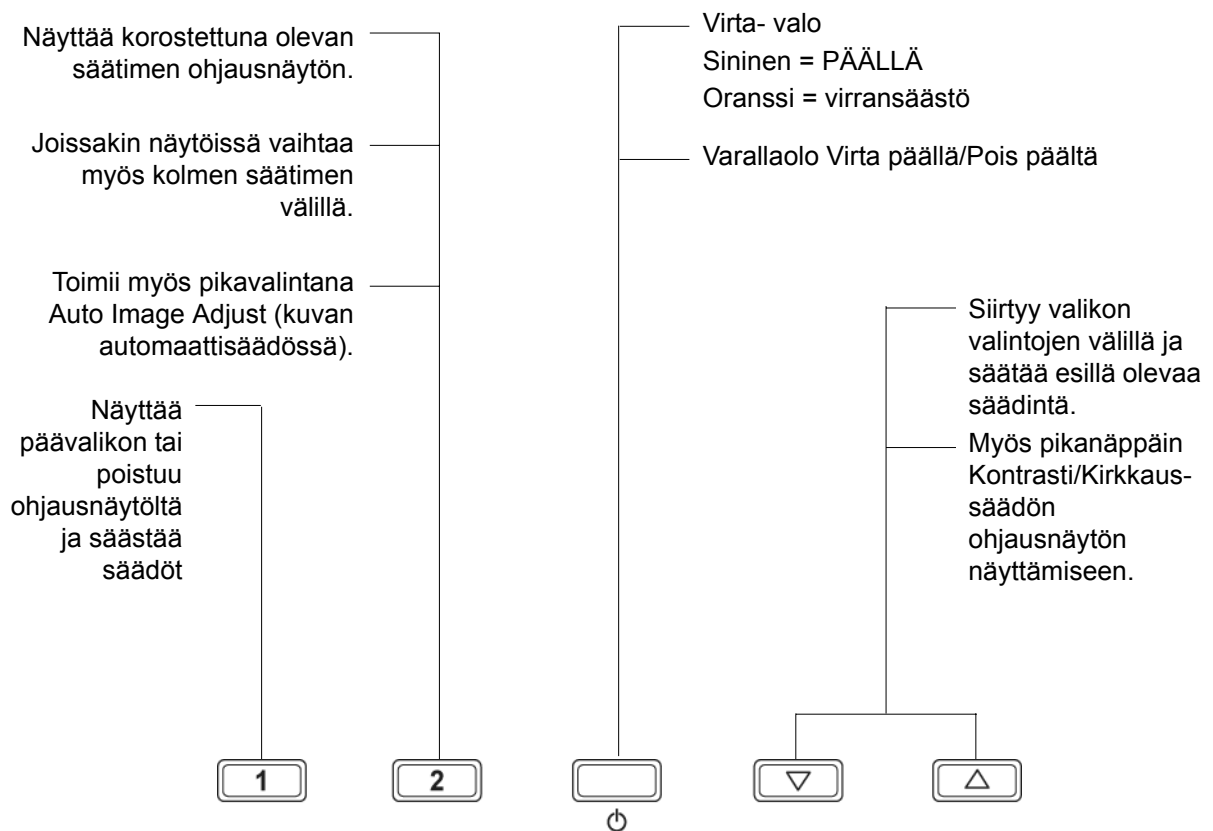 Näyttää korostettuna olevan
säätimen ohjausnäytön.
Joissakin näytöissä vaihtaa
myös kolmen säätimen
välillä.
Toimii myös pikavalintana
Auto Image Adjust (kuvan
automaattisäädössä).
Näyttää
päävalikon tai
poistuu
ohjausnäytöltä
ja säästää
säädöt
Virta- valo
Sininen = PÄÄLLÄ
Oranssi = virransäästö
Varallaolo Virta päällä/Pois päältä
Siirtyy valikon
valintojen välillä ja
säätää esillä olevaa
säädintä.
Myös pikanäppäin
Kontrasti/Kirkkaus-
säädön
ohjausnäytön
näyttämiseen.
1
2